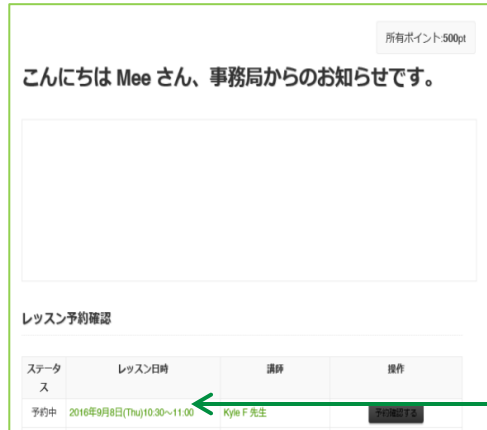 所有ポイント:500pt
こんにちは Mee さん、事務局からのお知らせです。
レッスン予約確認
ステータス レッスン日時 講師 操作
予約中 2016年9月8日(Thu)10:30～11:00 Kyle F 先生 予約確認する